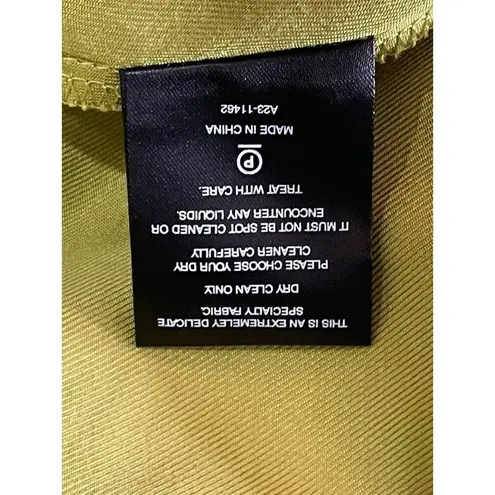 THIS IS AN EXTREMELEY DELICATE
SPECIALTY FABRIC.
DRY CLEAN ONLY.
PLEASE CHOOSE YOUR DRY
CLEANER CAREFULLY
IT MUST NOT BE SPOT CLEANED OR
ENCOUNTER ANY LIQUIDS.
TREAT WITH CARE.
P
MADE IN CHINA
A23-11462